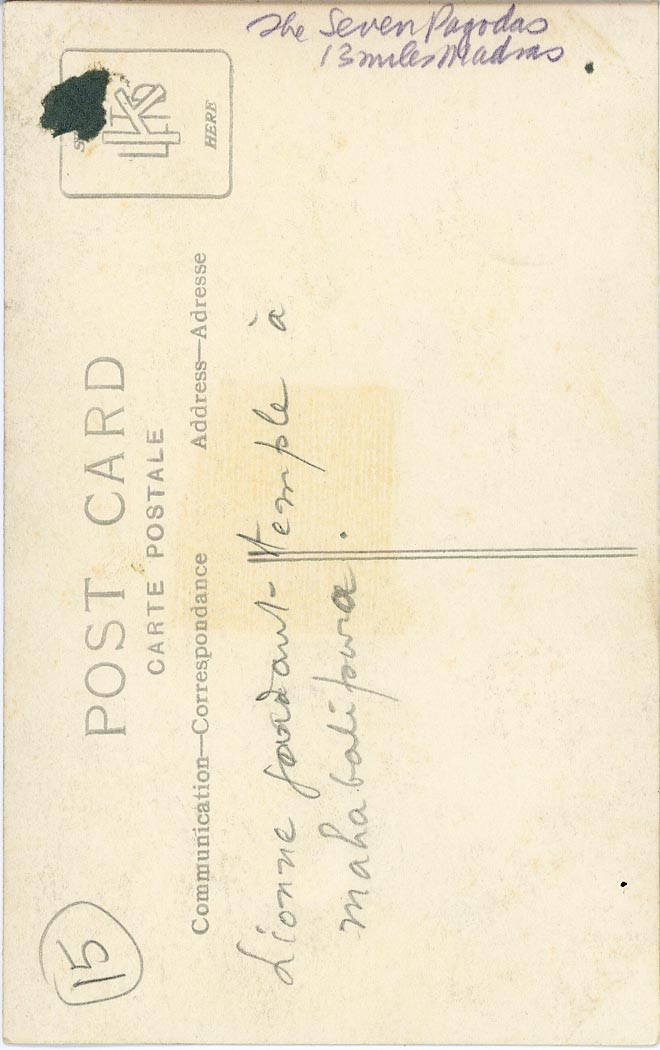 The Seven Pagodas
13 miles Madras
HERE
POST CARD
CARTE POSTALE
Communication—Correspondance Address—Adresse
Lionne gardant temple à
mahabalipura.
15